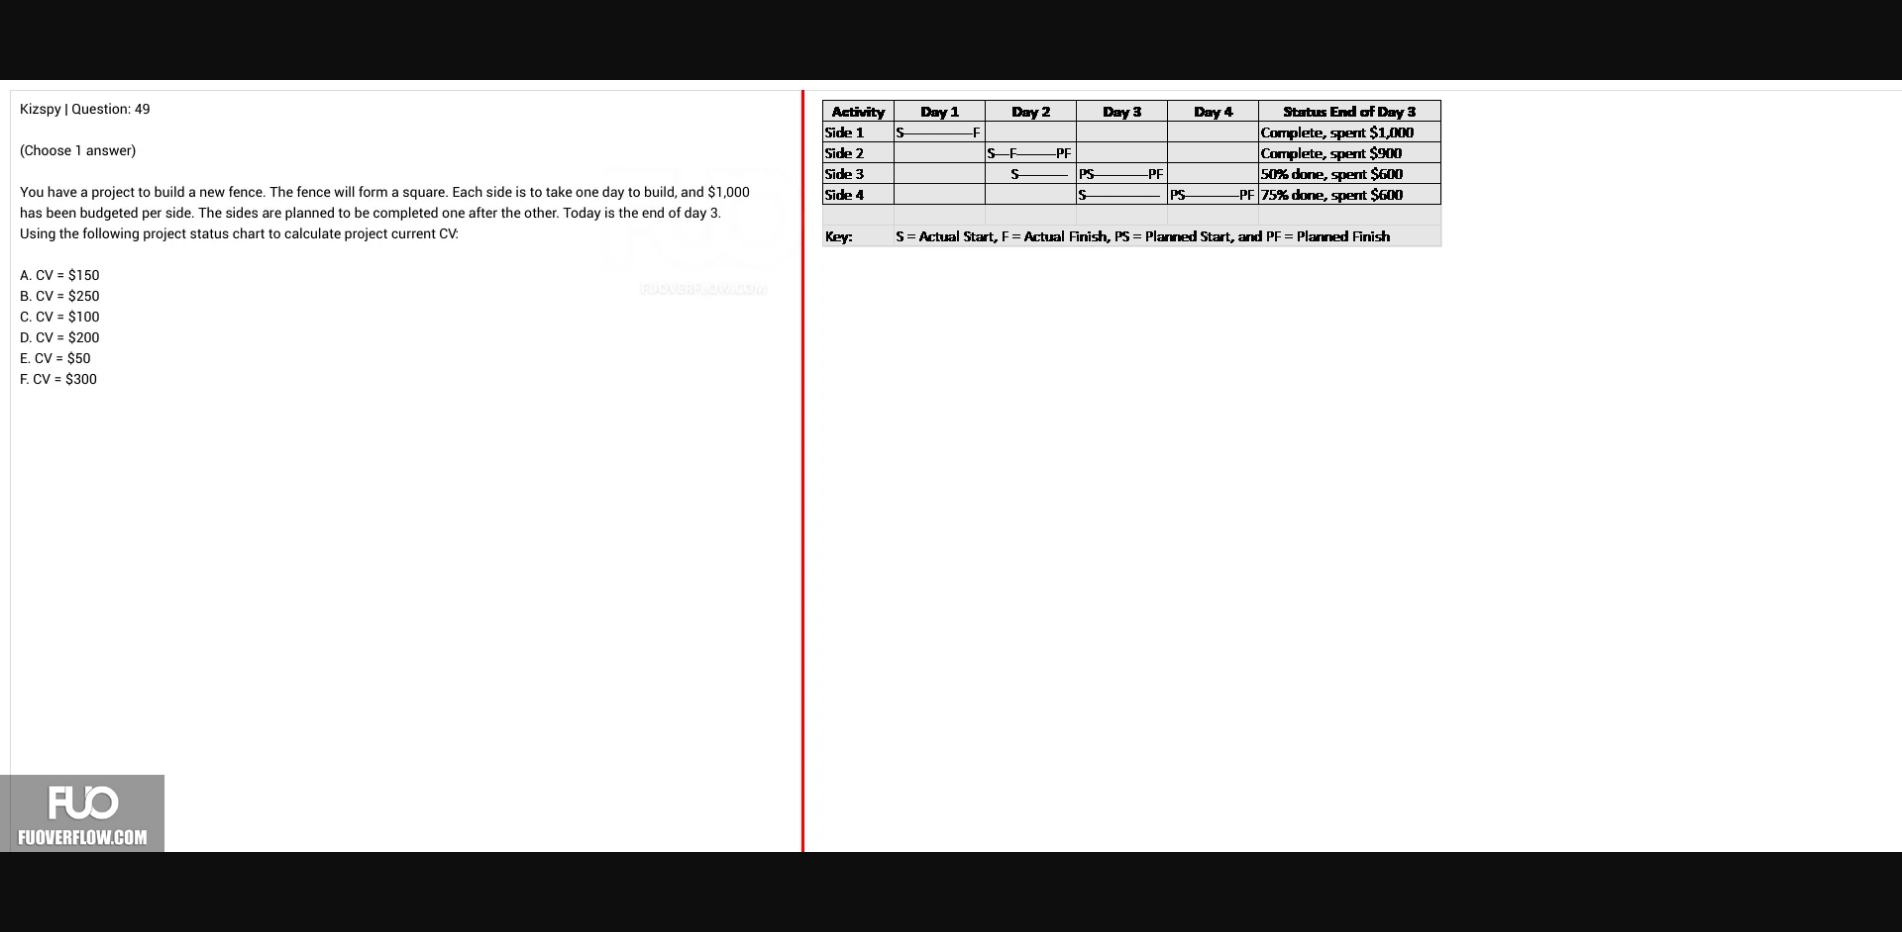 Kizspy | Question: 49
(Choose 1 answer)
You have a project to build a new fence. The fence will form a square. Each side is to take one day to build, and $1,000
has been budgeted per side. The sides are planned to be completed one after the other. Today is the end of day 3.
Using the following project status chart to calculate project current CV:
A. CV = $150
B. CV = $250
C. CV = $100
D. CV = $200
E. CV = $50
F. CV = $300
FUOVERFLOW.COM
FUO
FUOVERFLOW.COM
Activity Day 1 Day 2 Day 3 Day 4 Status End of Day 3
Side 1 S F Complete, spent $1,000
Side 2 S F PF Complete, spent $900
Side 3 S PS PF 50% done, spent $600
Side 4 S PS PF 75% done, spent $600
Key: S = Actual Start, F = Actual Finish, PS = Planned Start, and PF = Planned Finish